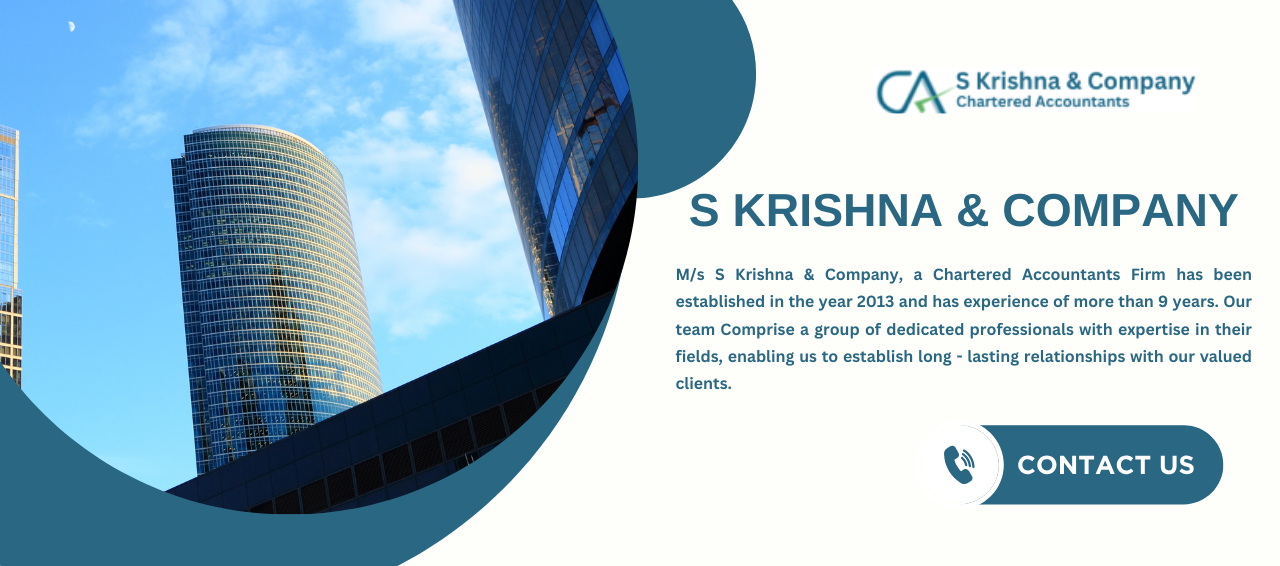 CA S Krishna & Company
Chartered Accountants
S KRISHNA & COMPANY
M/s S Krishna & Company, a Chartered Accountants Firm has been
established in the year 2013 and has experience of more than 9 years. Our
team Comprise a group of dedicated professionals with expertise in their
fields, enabling us to establish long - lasting relationships with our valued
clients.
CONTACT US